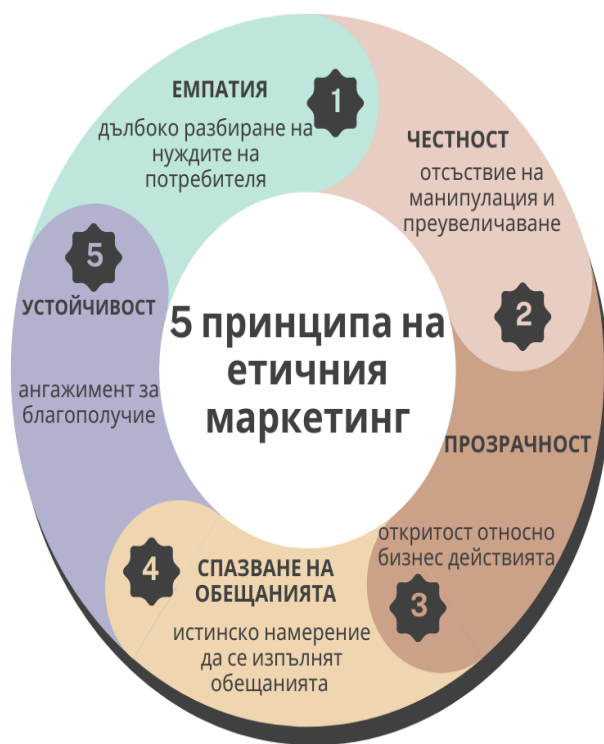 5 принципа на
етичния
маркетинг
1
ЕМПАТИЯ
дълбоко разбиране на
нуждите на
потребителя
ЧЕСТНОСТ
отсъствие на
манипулация и
преувеличаване
2
ПРОЗРАЧНОСТ
откритост относно
бизнес действията
3
4
СПАЗВАНЕ НА
ОБЕЩАНИЯТА
истинско намерение
да се изпълнят
обещанията
5
УСТОЙЧИВОСТ
ангажимент за
благополучие